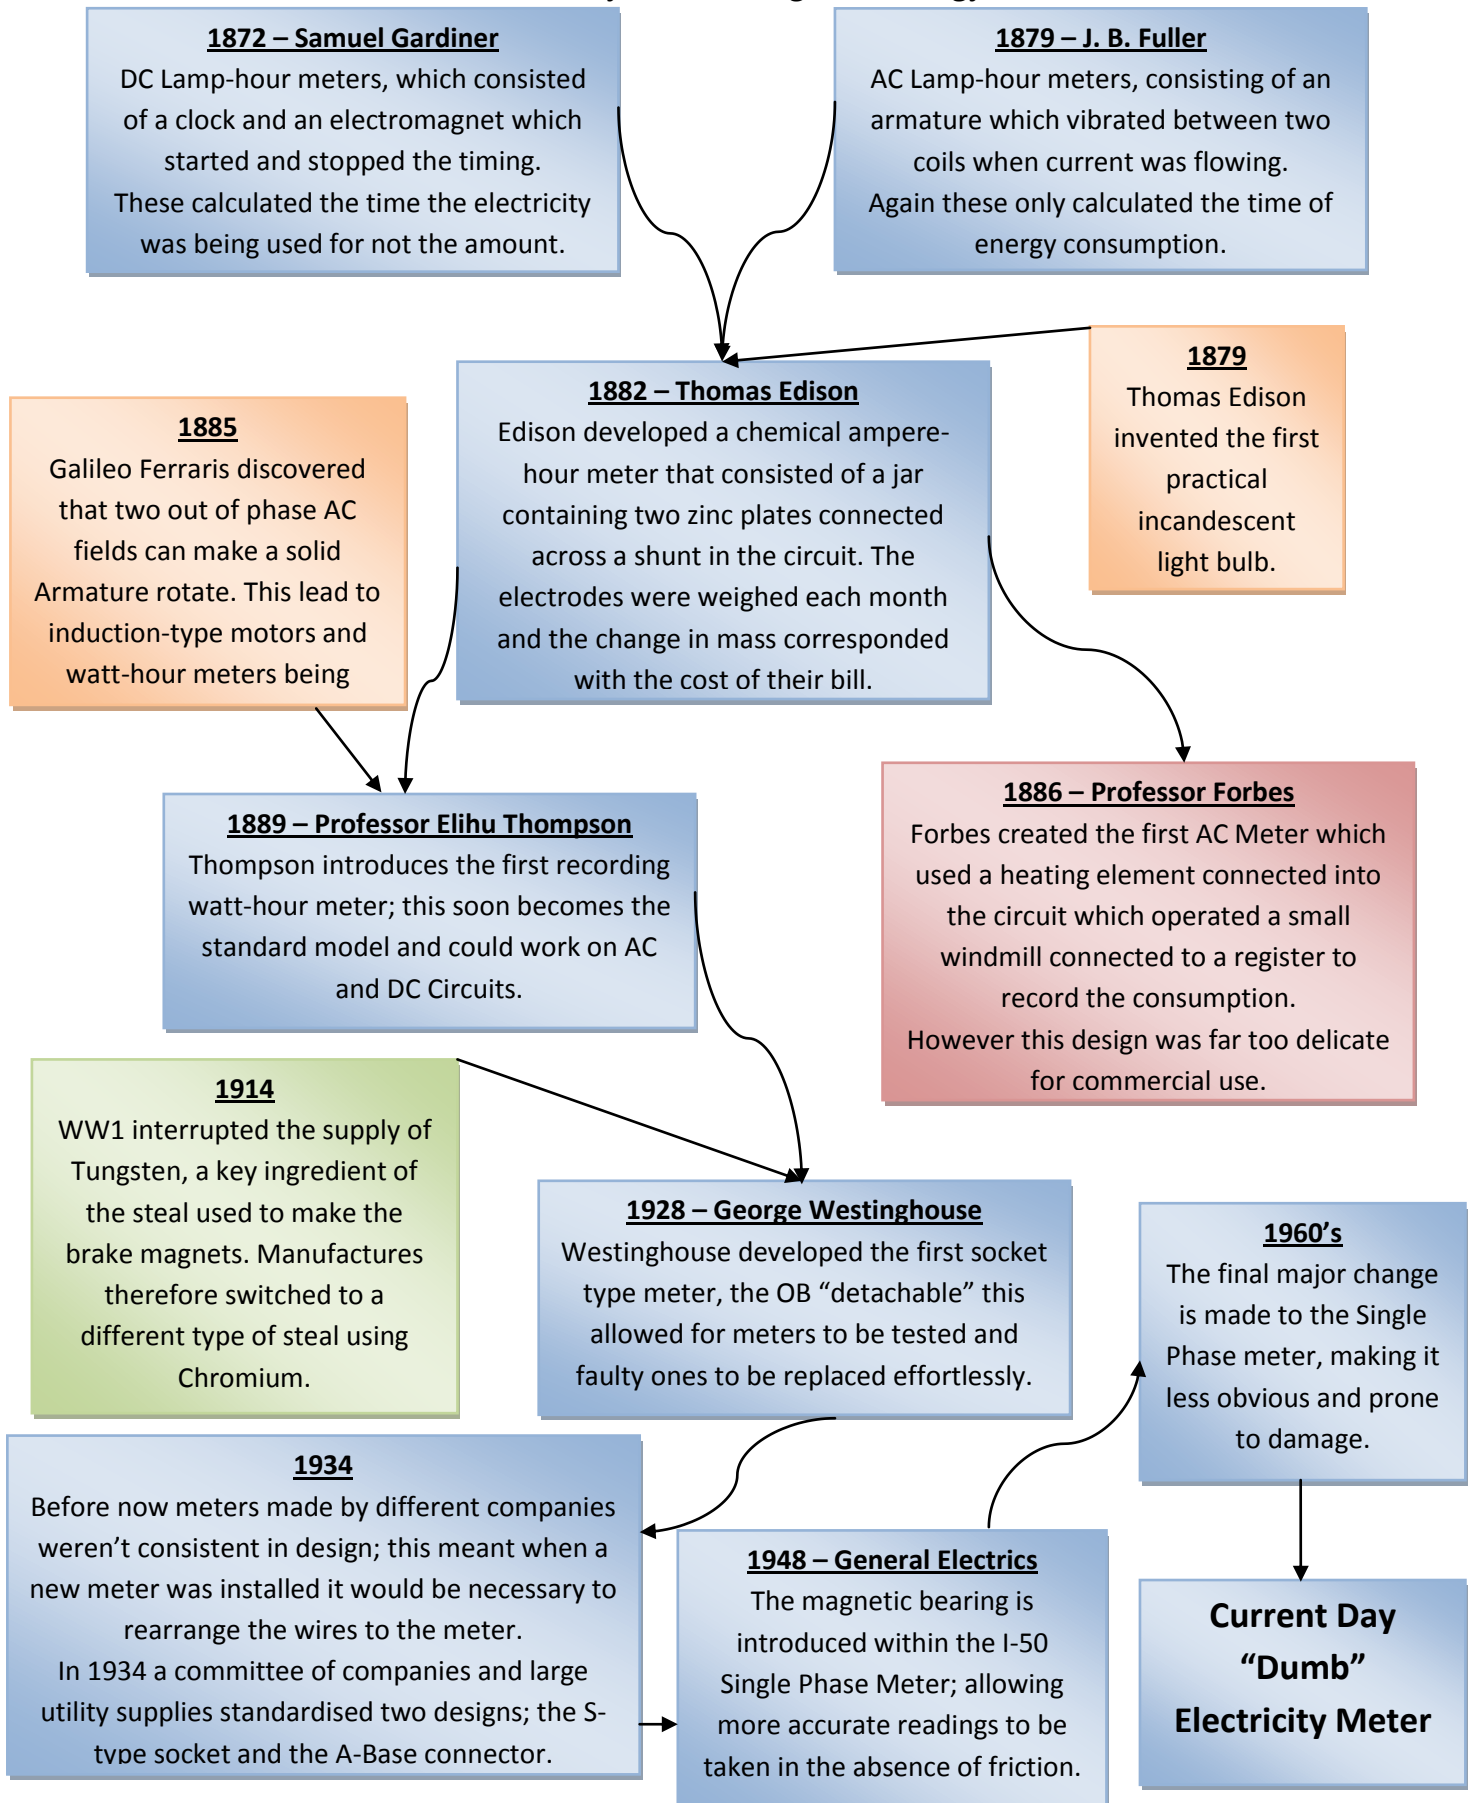 1872 – Samuel Gardiner
DC Lamp-hour meters, which consisted
of a clock and an electromagnet which
started and stopped the timing.
These calculated the time the electricity
was being used for not the amount.
1879 – J. B. Fuller
AC Lamp-hour meters, consisting of an
armature which vibrated between two
coils when current was flowing.
Again these only calculated the time of
energy consumption.
1879
Thomas Edison
invented the first
practical
incandescent
light bulb.
1882 – Thomas Edison
Edison developed a chemical ampere-
hour meter that consisted of a jar
containing two zinc plates connected
across a shunt in the circuit. The
electrodes were weighed each month
and the change in mass corresponded
with the cost of their bill.
1885
Galileo Ferraris discovered
that two out of phase AC
fields can make a solid
Armature rotate. This lead to
induction-type motors and
watt-hour meters being
1889 – Professor Elihu Thompson
Thompson introduces the first recording
watt-hour meter; this soon becomes the
standard model and could work on AC
and DC Circuits.
1886 – Professor Forbes
Forbes created the first AC Meter which
used a heating element connected into
the circuit which operated a small
windmill connected to a register to
record the consumption.
However this design was far too delicate
for commercial use.
1914
WW1 interrupted the supply of
Tungsten, a key ingredient of
the steal used to make the
brake magnets. Manufactures
therefore switched to a
different type of steal using
Chromium.
1928 – George Westinghouse
Westinghouse developed the first socket
type meter, the OB “detachable” this
allowed for meters to be tested and
faulty ones to be replaced effortlessly.
1934
Before now meters made by different companies
weren’t consistent in design; this meant when a
new meter was installed it would be necessary to
rearrange the wires to the meter.
In 1934 a committee of companies and large
utility supplies standardised two designs; the S-
type socket and the A-Base connector.
1948 – General Electrics
The magnetic bearing is
introduced within the I-50
Single Phase Meter; allowing
more accurate readings to be
taken in the absence of friction.
1960’s
The final major change
is made to the Single
Phase meter, making it
less obvious and prone
to damage.
Current Day
“Dumb”
Electricity Meter